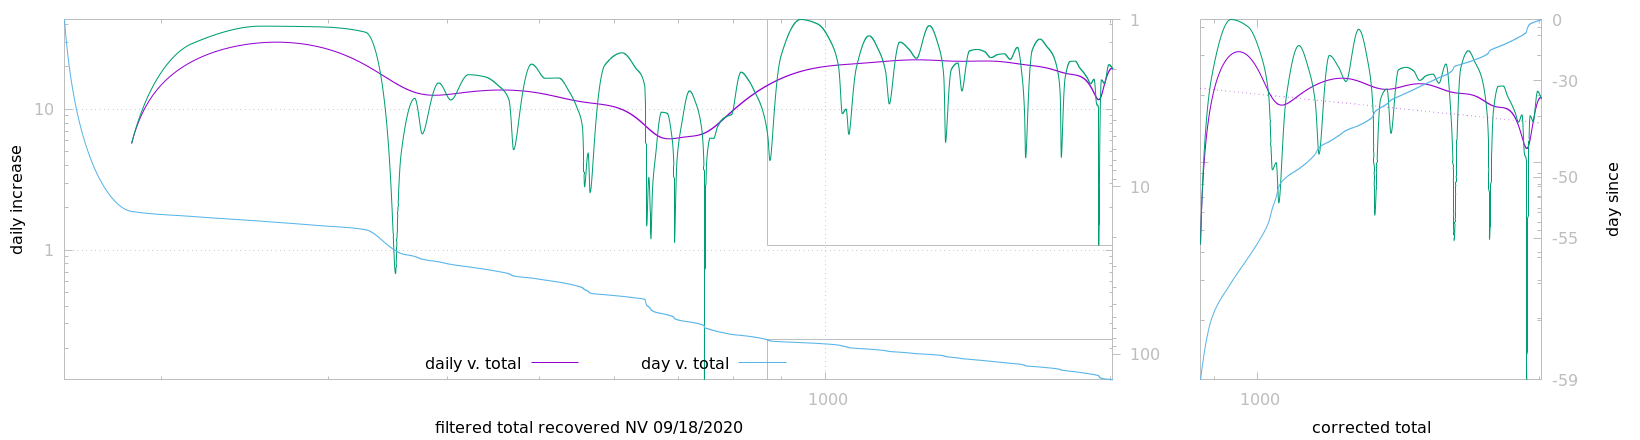 1
0
10
-30
10
-50
daily increase
day since
1
-55
daily v. total
day v. total
100
-59
1000
1000
filtered total recovered NV 09/18/2020
corrected total